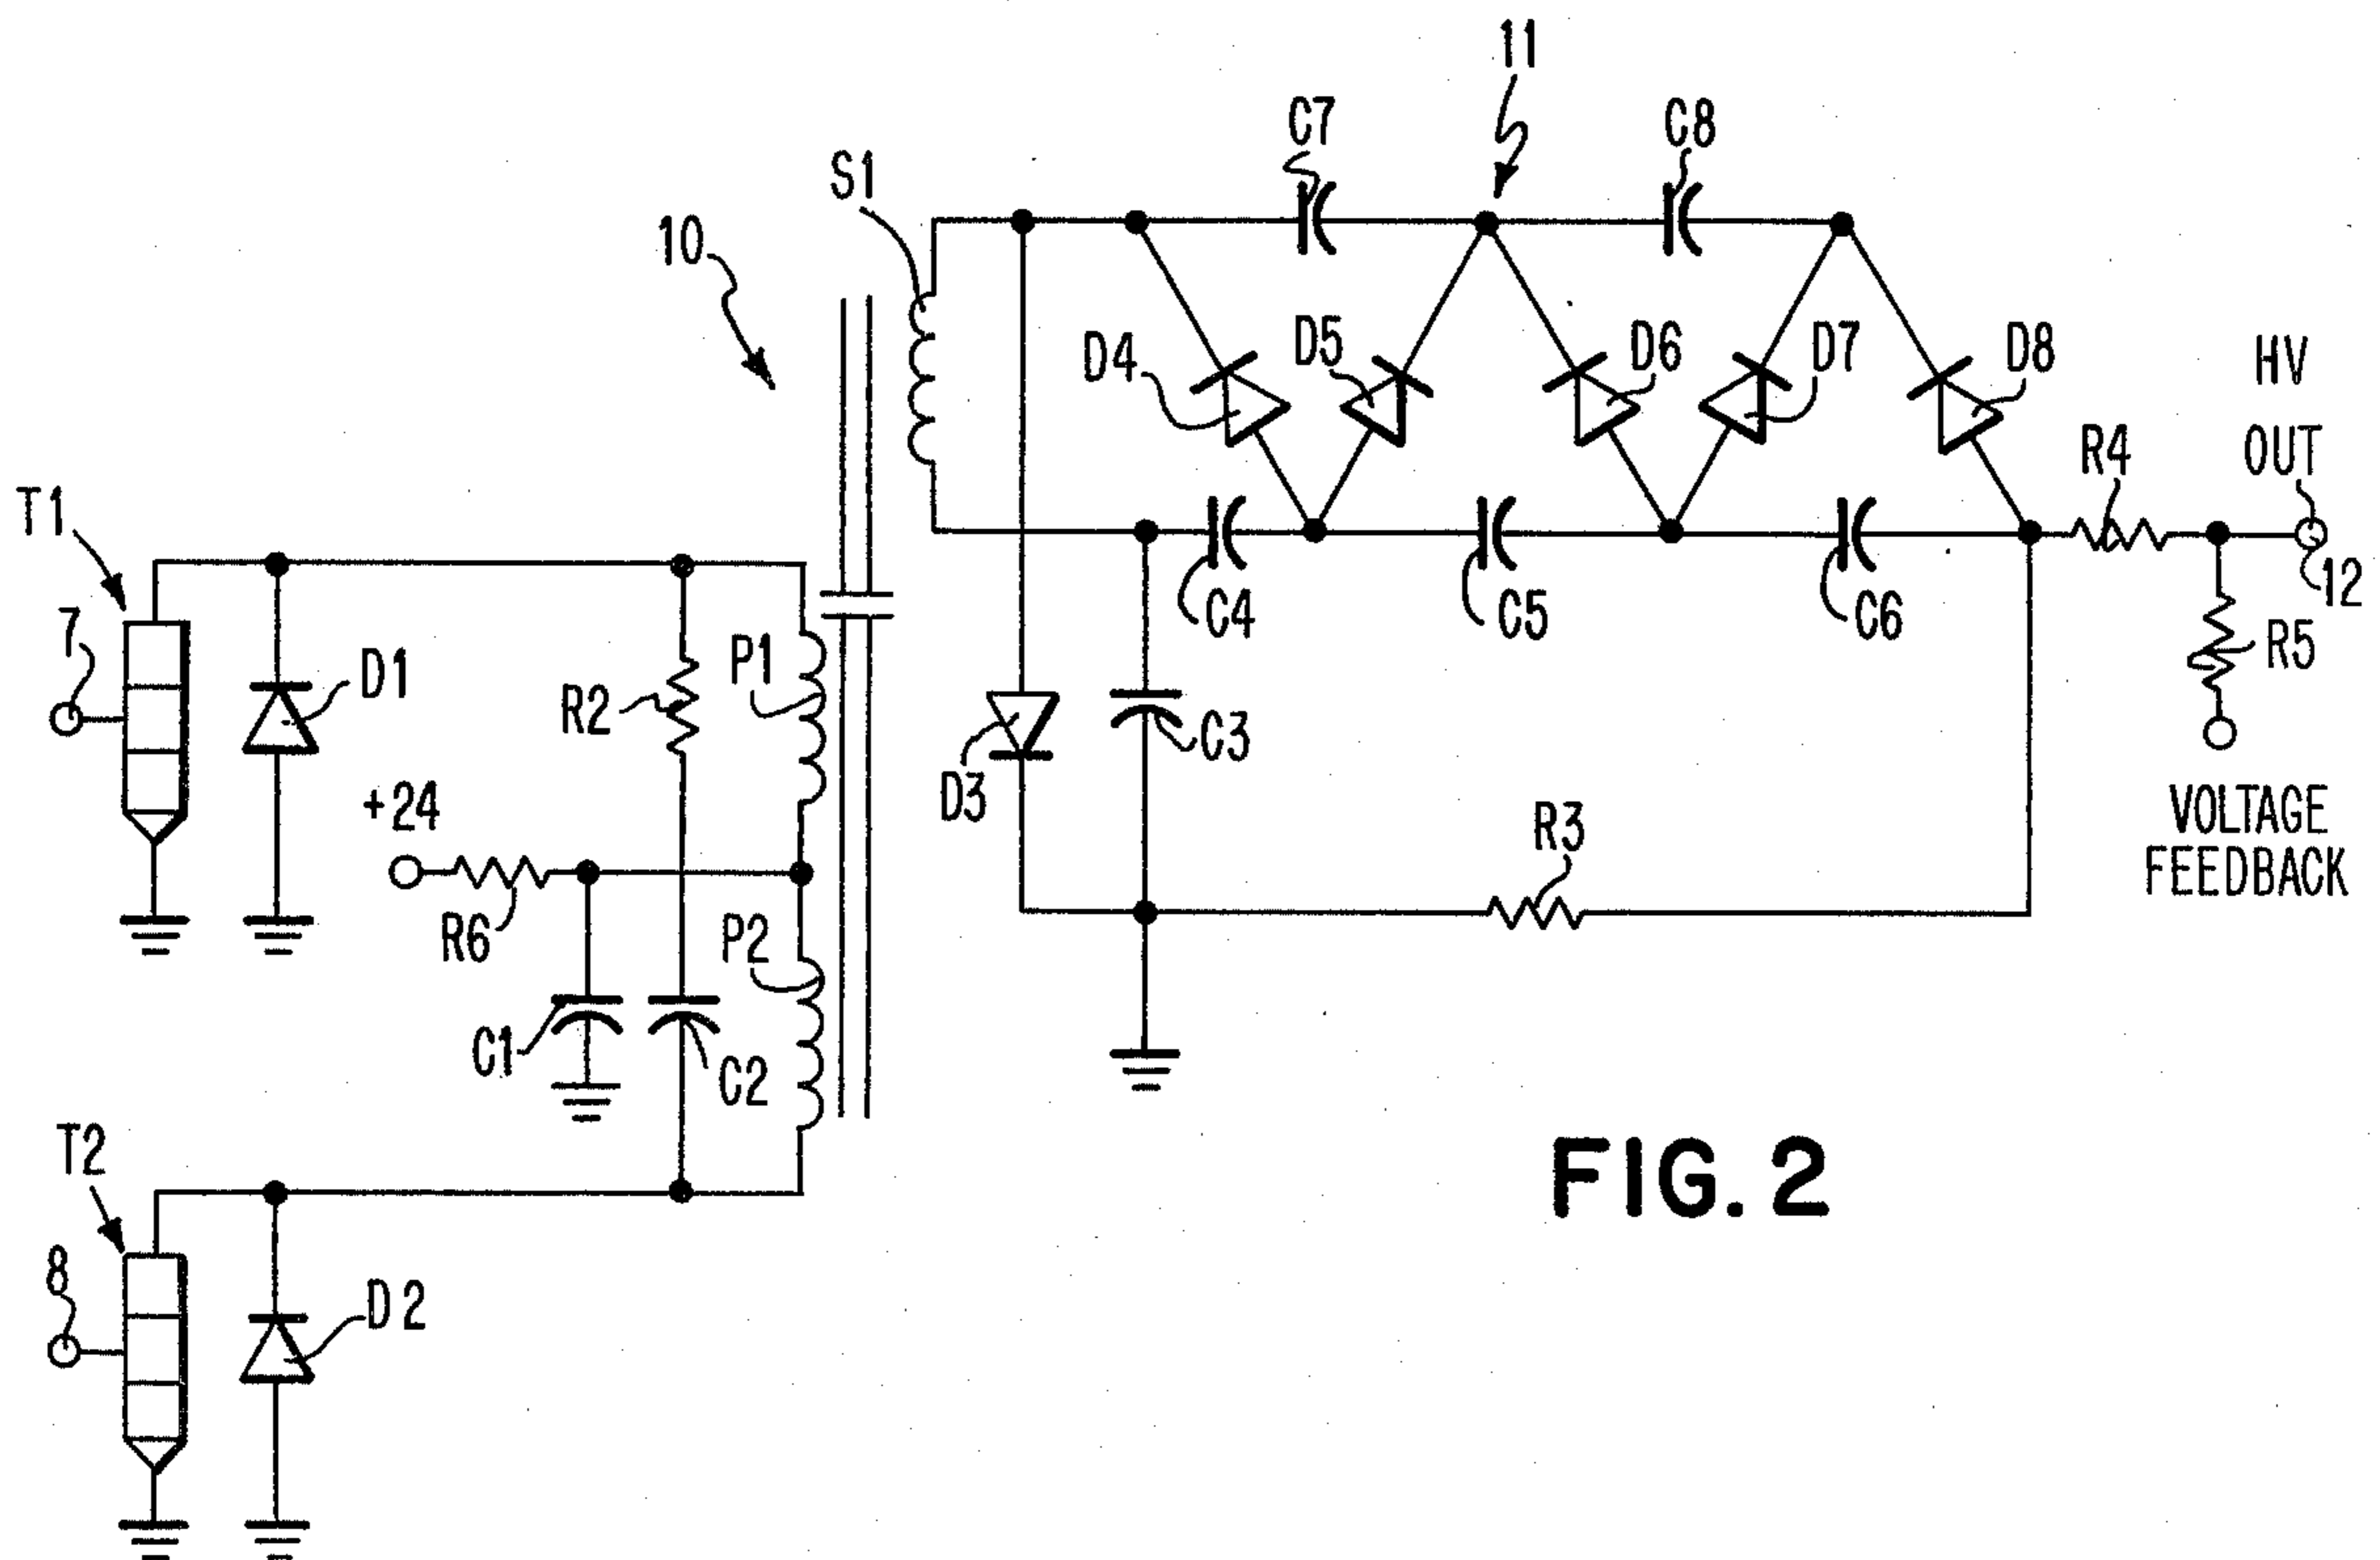 11
C7
C8
S1
10
D4
D5
D6
D7
D8
HV
OUT
R4
T1
7
C4
C5
C6
12
D1
R2
P1
R5
C3
D3
+24
R3
VOLTAGE
FEEDBACK
R6
P2
C1
C2
T2
FIG. 2
8
D2